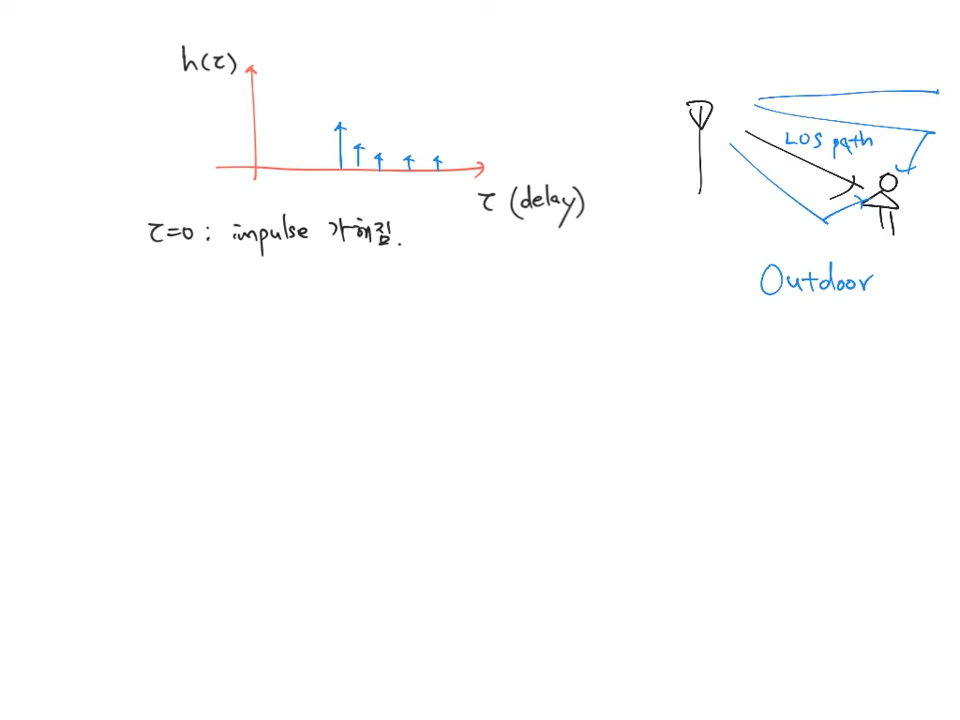 h(τ)
τ (delay)
τ=0 : impulse 가해짐.
LOS path
Outdoor